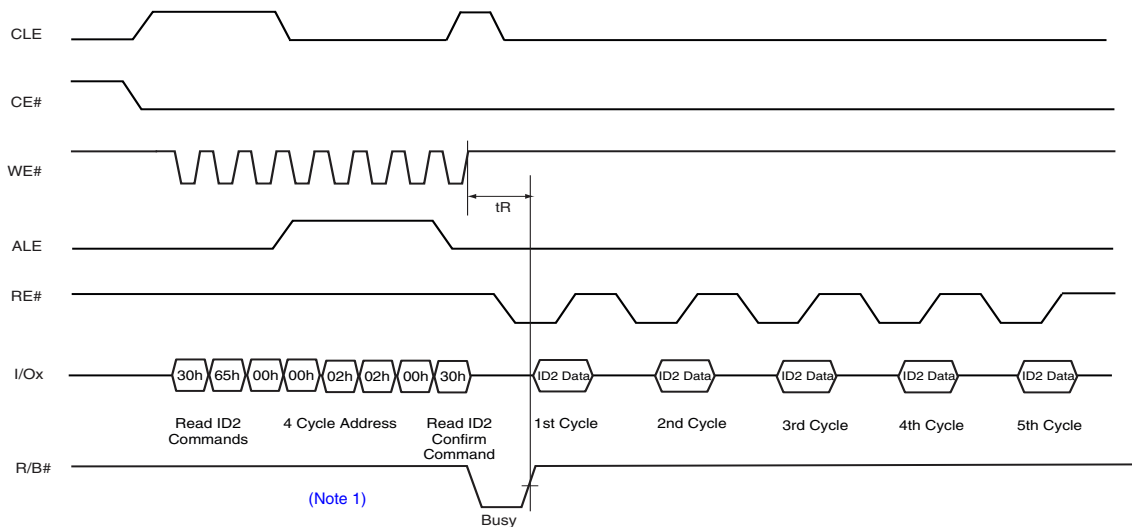 CLE
CE#
WE#
tR
ALE
RE#
I/Ox
30h 65h 00h 00h 02h 02h 00h 30h ID2 Data ID2 Data ID2 Data ID2 Data ID2 Data
Read ID2 Commands
4 Cycle Address
Read ID2 Confirm Command
1st Cycle
2nd Cycle
3rd Cycle
4th Cycle
5th Cycle
R/B#
(Note 1)
Busy